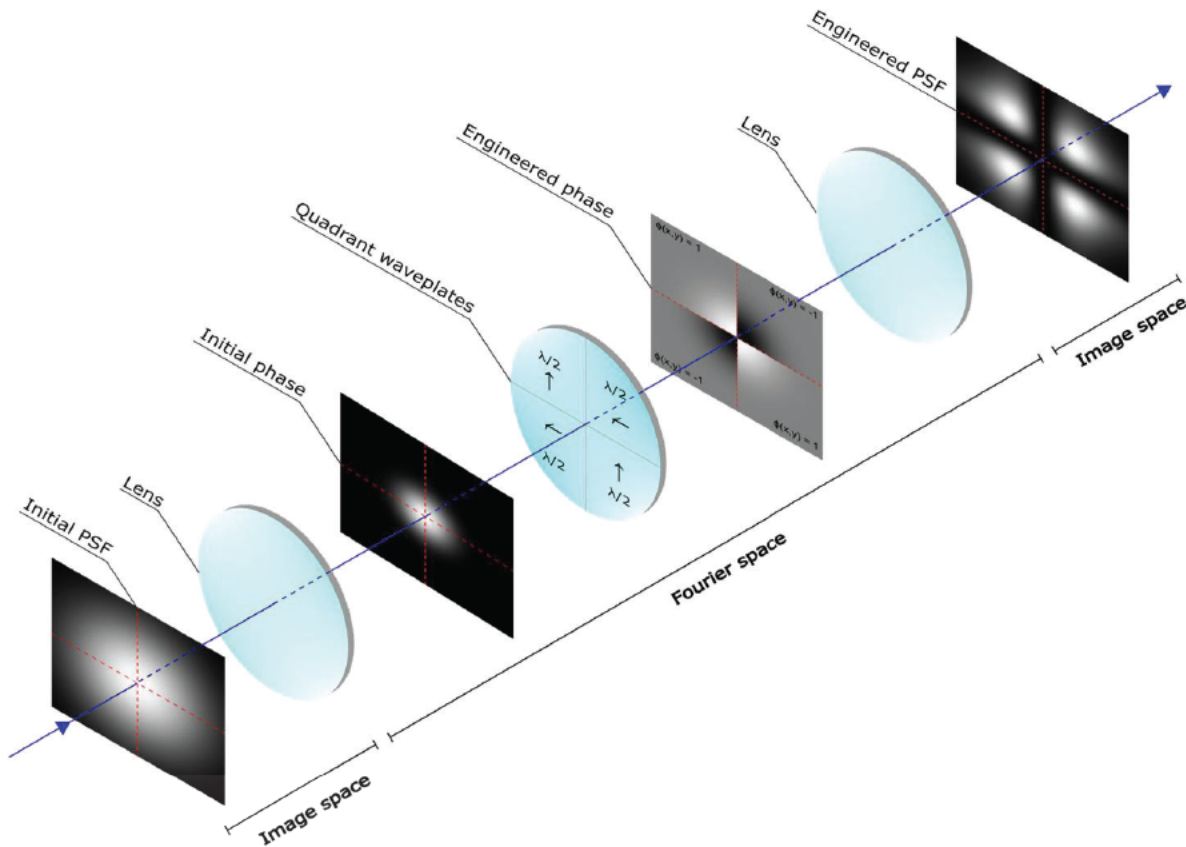 Engineered PSF
Lens
Engineered phase
Φ(x,y) = 1
Φ(x,y) = -1
Φ(x,y) = -1
Φ(x,y) = 1
Quadrant waveplates
λ/2
λ/2
λ/2
λ/2
Initial phase
Lens
Initial PSF
Image space
Fourier space
Image space